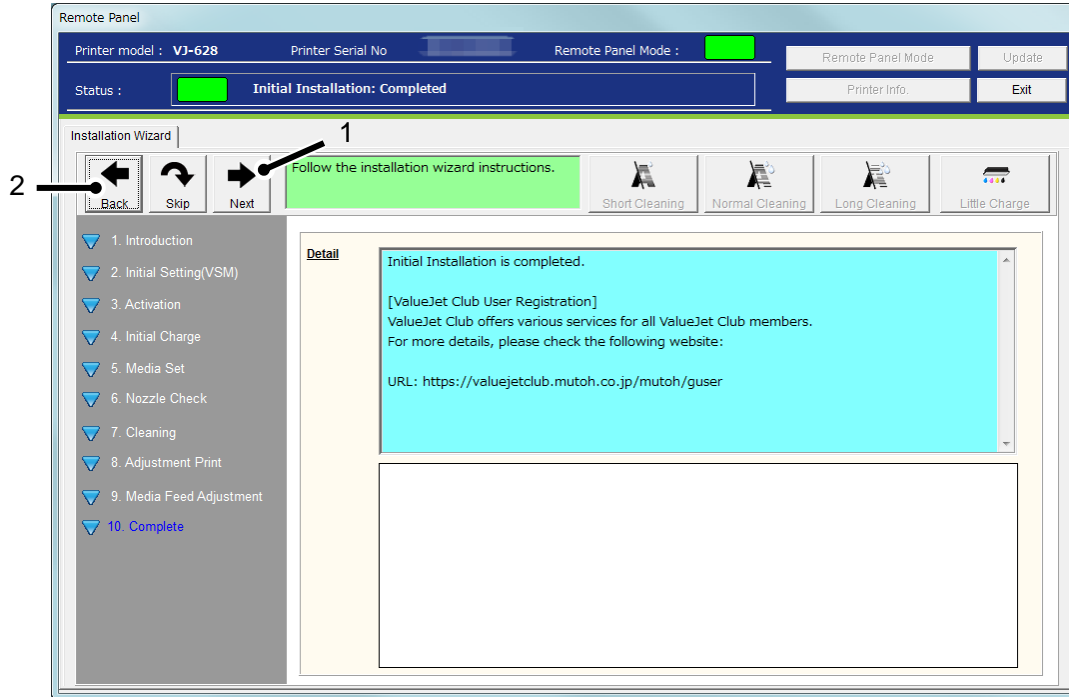 Remote Panel
Printer model : VJ-628 Printer Serial No Remote Panel Mode :
Remote Panel Mode Update
Status : Initial Installation: Completed
Printer Info. Exit
Installation Wizard
1
2
Back Skip Next
Follow the installation wizard instructions.
Short Cleaning Normal Cleaning Long Cleaning Little Charge
1. Introduction
2. Initial Setting(VSM)
3. Activation
4. Initial Charge
5. Media Set
6. Nozzle Check
7. Cleaning
8. Adjustment Print
9. Media Feed Adjustment
10. Complete
Detail
Initial Installation is completed.
[ValueJet Club User Registration]
ValueJet Club offers various services for all ValueJet Club members.
For more details, please check the following website:
URL: https://valuejetclub.mutoh.co.jp/mutoh/guser